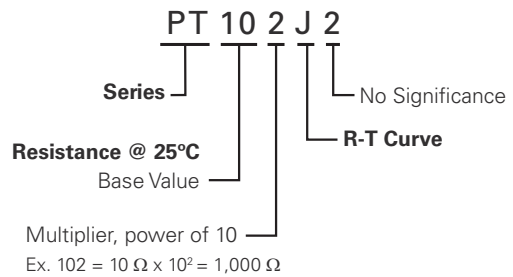 PT 10 2 J 2
Series
No Significance
R-T Curve
Resistance @ 25ºC
Base Value
Multiplier, power of 10
Ex. 102 = 10 Ω x 10² = 1,000 Ω